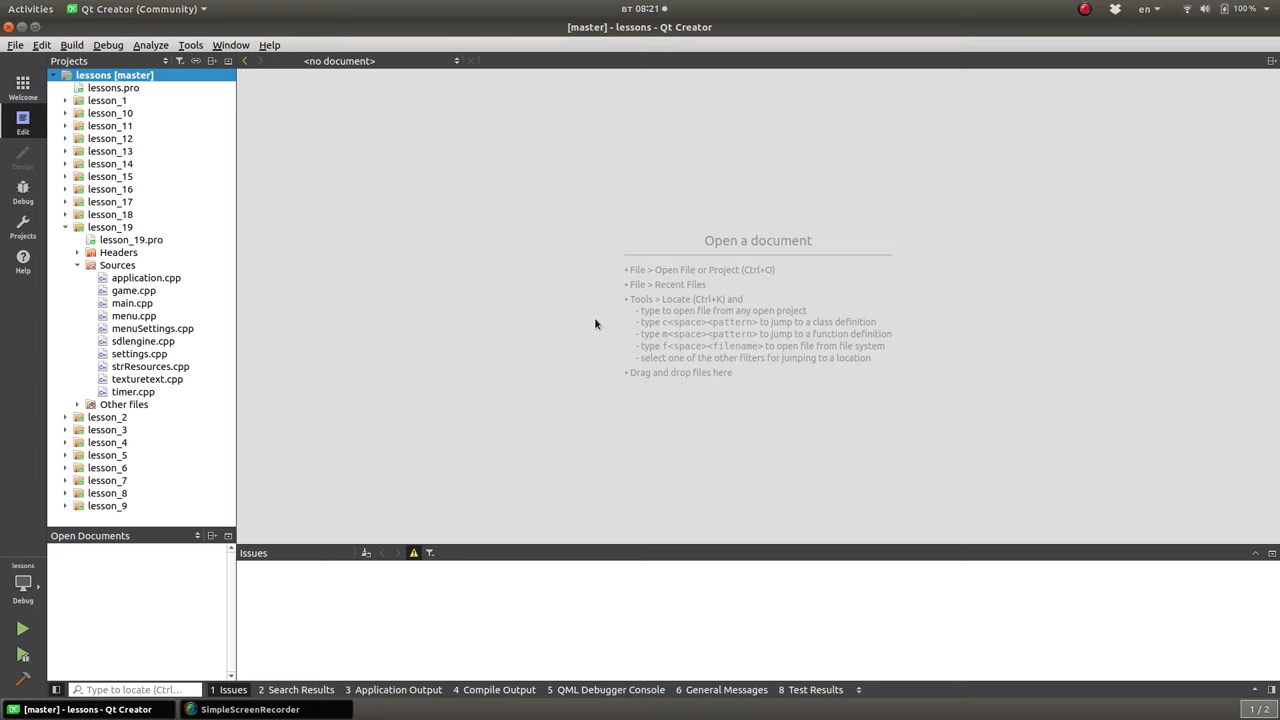 Activities Qt Creator (Community) вт 08:21 en 100 %
[master] - lessons - Qt Creator
File Edit Build Debug Analyze Tools Window Help
Projects <no document>
Welcome
Edit
Design
Debug
Projects
Help
lessons [master]
lessons.pro
lesson_1
lesson_10
lesson_11
lesson_12
lesson_13
lesson_14
lesson_15
lesson_16
lesson_17
lesson_18
lesson_19
lesson_19.pro
Headers
Sources
application.cpp
game.cpp
main.cpp
menu.cpp
menuSettings.cpp
sdlengine.cpp
settings.cpp
strResources.cpp
texturetext.cpp
timer.cpp
Other files
lesson_2
lesson_3
lesson_4
lesson_5
lesson_6
lesson_7
lesson_8
lesson_9
Open a document
• File > Open File or Project (Ctrl+O)
• File > Recent Files
• Tools > Locate (Ctrl+K) and
- type to open file from any open project
- type c<space><pattern> to jump to a class definition
- type m<space><pattern> to jump to a function definition
- type f<space><filename> to open file from file system
- select one of the other filters for jumping to a location
• Drag and drop files here
Open Documents
Issues
lessons
Debug
Type to locate (Ctrl... 1 Issues 2 Search Results 3 Application Output 4 Compile Output 5 QML Debugger Console 6 General Messages 8 Test Results
[master] - lessons - Qt Creator SimpleScreenRecorder 1 / 2